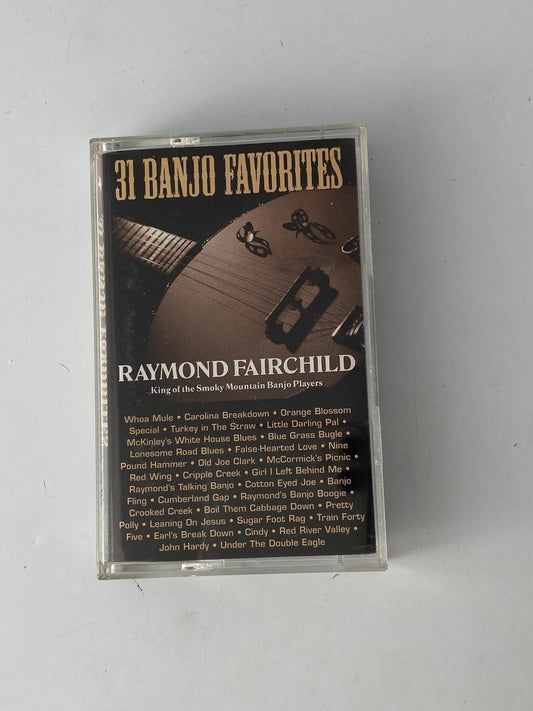 31 BANJO FAVORITES
RAYMOND FAIRCHILD
..King of the Smoky Mountain Banjo Players
Whoa Mule • Carolina Breakdown • Orange Blossom
Special • Turkey in The Straw • Little Darling Pal •
McKinley's White House Blues • Blue Grass Bugle •
Lonesome Road Blues • False-Hearted Love • Nine
Pound Hammer • Old Joe Clark • McCormick's Picnic •
Red Wing • Cripple Creek • Girl I Left Behind Me •
Raymond's Talking Banjo • Cotton Eyed Joe • Banjo
Fling • Cumberland Gap • Raymond's Banjo Boogie •
Crooked Creek • Boil Them Cabbage Down • Pretty
Polly • Leaning On Jesus • Sugar Foot Rag • Train Forty
Five • Earl's Break Down • Cindy • Red River Valley •
John Hardy • Under The Double Eagle